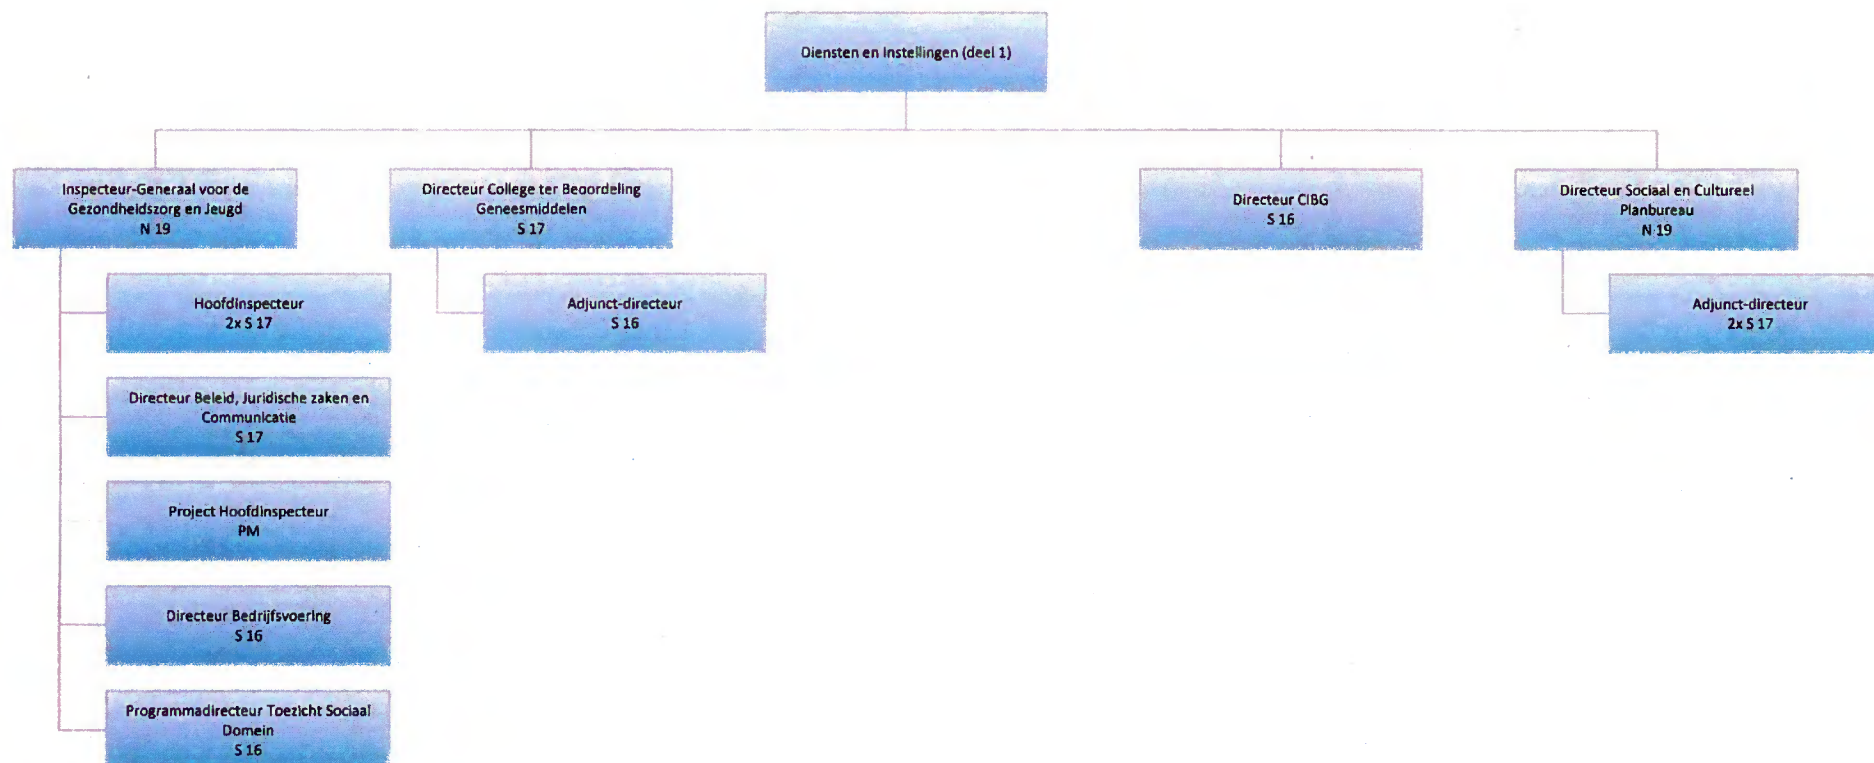 Diensten en Instellingen (deel 1)
Inspecteur-Generaal voor de
Gezondheidszorg en Jeugd
N 19
Hoofdinspecteur
2x S 17
Directeur Beleid, Juridische zaken en
Communicatie
S 17
Project Hoofdinspecteur
PM
Directeur Bedrijfsvoering
S 16
Programmadirecteur Toezicht Sociaal
Domein
S 16
Directeur College ter Beoordeling
Geneesmiddelen
S 17
Adjunct-directeur
S 16
Directeur CIBG
S 16
Directeur Sociaal en Cultureel
Planbureau
N 19
Adjunct-directeur
2x S 17